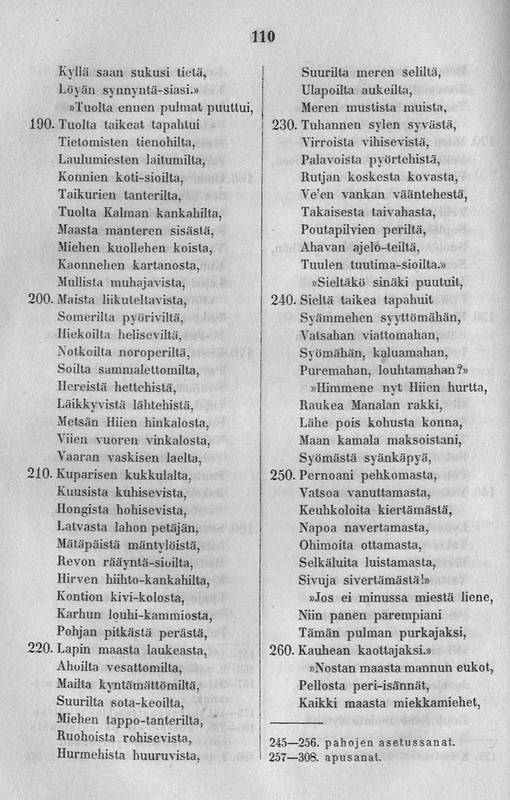 110
Kyllä saan sukusi tietä,
Löyän synnyntä-siasi.»
»Tuolta ennen pulmat puuttui,
190. Tuolta taikeat tapahtui
Tietomisten tienohilta,
Laulumiesten laitumilta,
Konnien koti-sioilta,
Taikurien tanterilta,
Tuolta Kalman kankahilta,
Maasta manteren sisästä,
Miehen kuollehen koista,
Kaonnehen kartanosta,
Mullista muhajavista,
200. Maista liikuteltavista,
Somerilta pyöriviltä,
Hiekoilta heliseviltä,
Notkoilta noroperiltä,
Soilta sammalettomilta,
Hereistä hettehistä,
Läikkyvistä lähtehistä,
Metsän Hiien hinkalosta,
Viien vuoren vinkalosta,
Vaaran vaskisen laelta,
210. Kuparisen kukkulalta,
Kuusista kuhisevista,
Hongista hohisevista,
Latvasta lahon petäjän,
Mätäpäistä mäntylöistä,
Revon rääyntä-sioilta,
Hirven hiihto-kankahilta,
Kontion kivi-kolosta,
Karhun louhi-kammiosta,
Pohjan pitkästä perästä,
220. Lapin maasta laukeasta,
Ahoilta vesattomilta,
Mailta kyntämättömiltä,
Suurilta sota-keoilta,
Miehen tappo-tanterilta,
Ruohoista rohisevista,
Hurmehista huuruvista,
Suurilta meren seliltä,
Ulapoilta aukeilta,
Meren mustista muista,
230. Tuhannen sylen syvästä,
Virroista vihisevistä,
Palavoista pyörtehistä,
Rutjan koskesta kovasta,
Ve'en vankan vääntehestä,
Takaisesta taivahasta,
Poutapilvien periltä,
Ahavan ajelo-teiltä,
Tuulen tuutima-sioilta.»
»Sieltäkö sinäki puutuit,
240. Sieltä taikea tapahuit
Syämmehen syyttömähän,
Vatsahan viattomahan,
Syömähän, kaluamahan,
Puremahan, louhtamahan?»
»Himmene nyt Hiien hurtta,
Raukea Manalan rakki,
Lähe pois kohusta konna,
Maan kamala maksoistani,
Syömästä syänkäpyä,
250. Pernoani pehkomasta,
Vatsoa vanuttamasta,
Keuhkoloita kiertämästä,
Napoa navertamasta,
Ohimoita ottamasta,
Selkäluita luistamasta,
Sivuja sivertämästä!»
»Jos ei minussa miestä liene,
Niin panen parempiani
Tämän pulman purkajaksi,
260. Kauhean kaottajaksi.»
»Nostan maasta mannun eukot,
Pellosta peri-isännät,
Kaikki maasta miekkamiehet,
245—256. pahojen asetussanat.
257—308. apusanat.